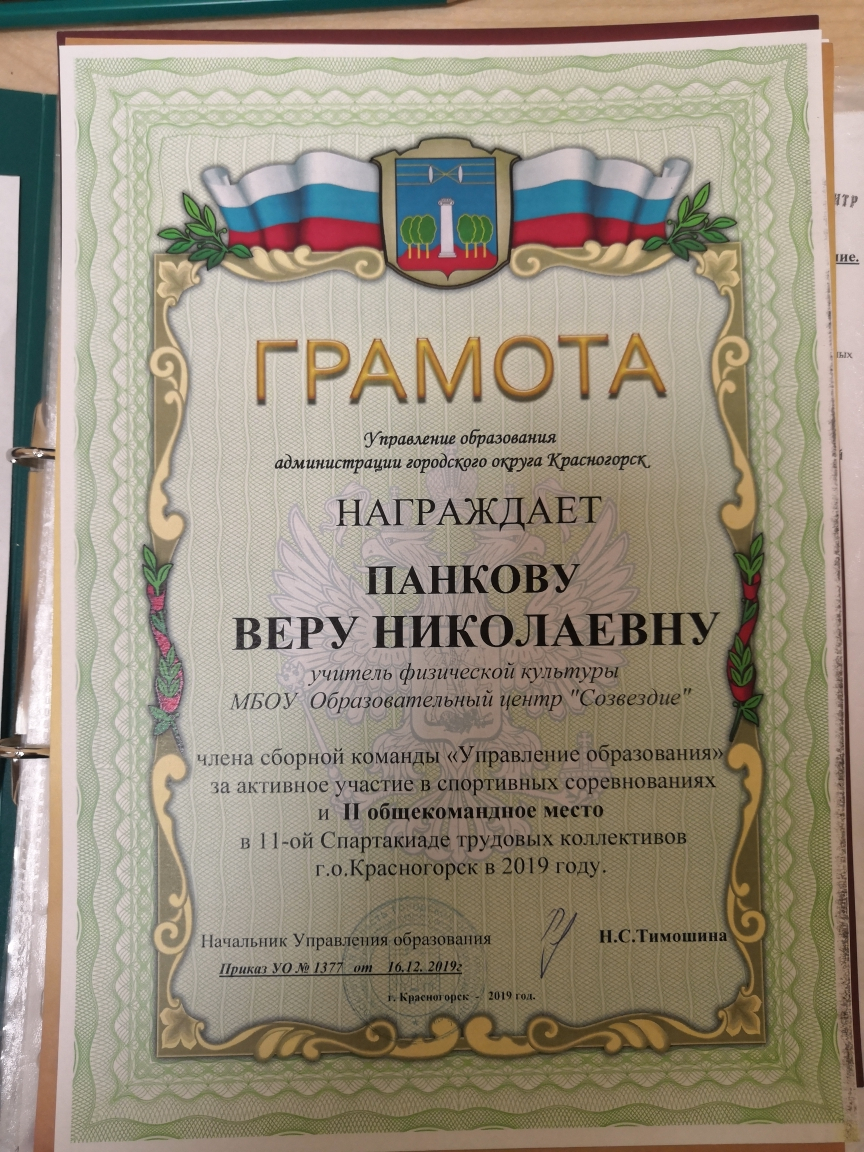 ГРАМОТА
Управление образования
администрации городского округа Красногорск
НАГРАЖДАЕТ
ПАНКОВУ
ВЕРУ НИКОЛАЕВНУ
учитель физической культуры
МБОУ Образовательный центр "Созвездие"
члена сборной команды «Управление образования»
за активное участие в спортивных соревнованиях
и II общекомандное место
в 11-ой Спартакиаде трудовых коллективов
г.о.Красногорск в 2019 году.
Начальник Управления образования Н.С.Тимошина
Приказ УО № 1377 от 16.12. 2019г
г. Красногорск - 2019 год.